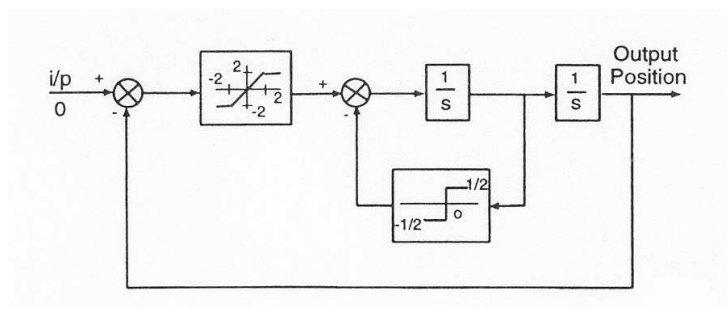 Output
Position
i/p
+
-
0
2
-2
2
-2
+
-
1
s
1
s
1/2
-1/2
o